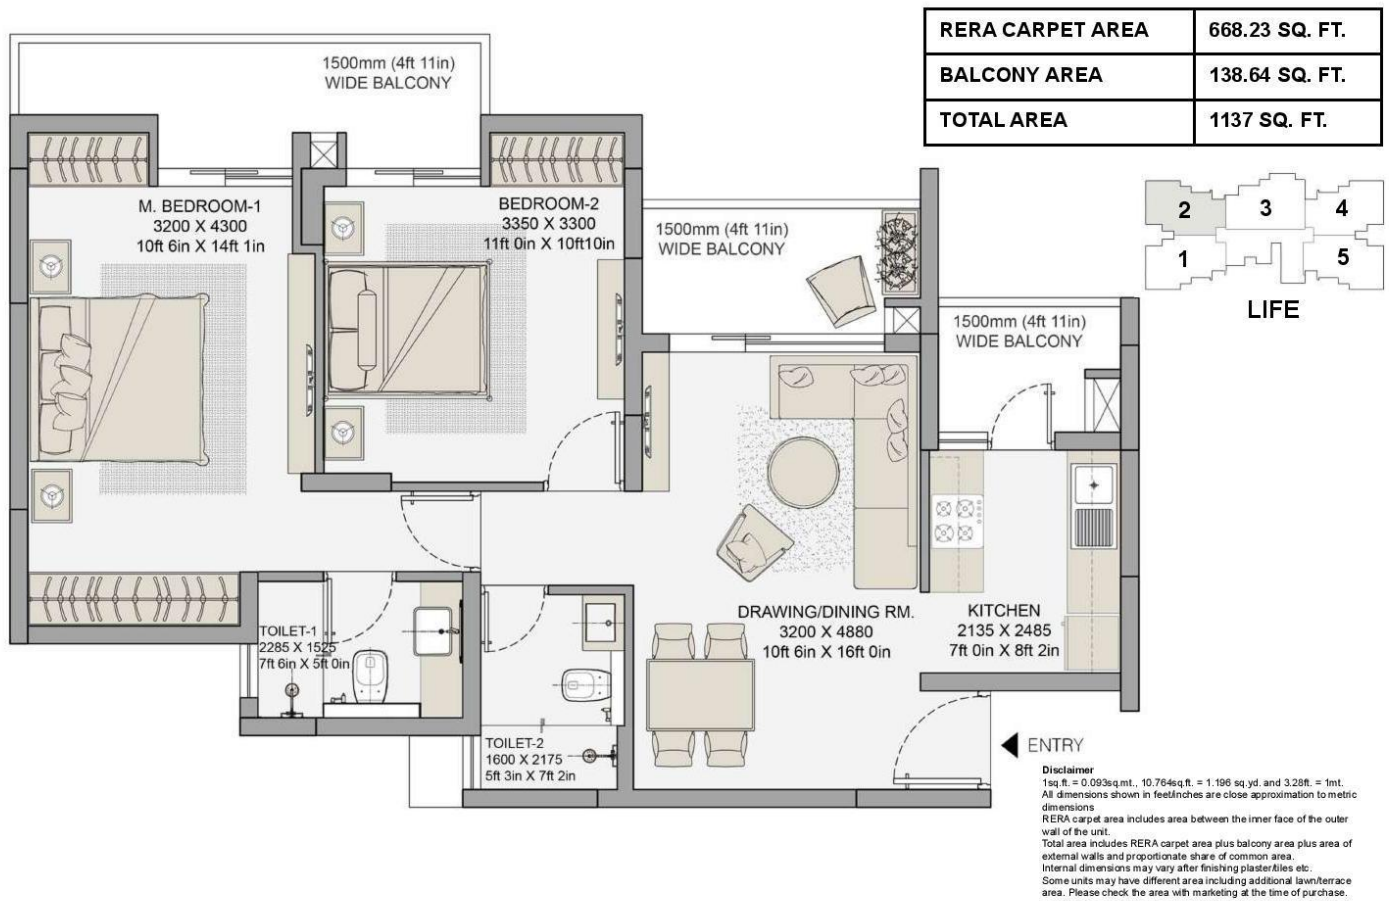 RERA CARPET AREA 668.23 SQ. FT.
BALCONY AREA 138.64 SQ. FT.
TOTAL AREA 1137 SQ. FT.
1500mm (4ft 11in)
WIDE BALCONY
M. BEDROOM-1
3200 X 4300
10ft 6in X 14ft 1in
BEDROOM-2
3350 X 3300
11ft 0in X 10ft10in
1500mm (4ft 11in)
WIDE BALCONY
2
3
4
1
5
LIFE
1500mm (4ft 11in)
WIDE BALCONY
DRAWING/DINING RM.
3200 X 4880
10ft 6in X 16ft 0in
KITCHEN
2135 X 2485
7ft 0in X 8ft 2in
TOILET-1
2285 X 1525
7ft 6in X 5ft 0in
TOILET-2
1600 X 2175
5ft 3in X 7ft 2in
ENTRY
Disclaimer
1sq.ft. = 0.093sq.mt., 10.764sq.ft. = 1.196 sq.yd. and 3.28ft. = 1mt.
All dimensions shown in feet/inches are close approximation to metric
dimensions
RERA carpet area includes area between the inner face of the outer
wall of the unit.
Total area includes RERA carpet area plus balcony area plus area of
external walls and proportionate share of common area.
Internal dimensions may vary after finishing plaster/tiles etc.
Some units may have different area including additional lawn/terrace
area. Please check the area with marketing at the time of purchase.